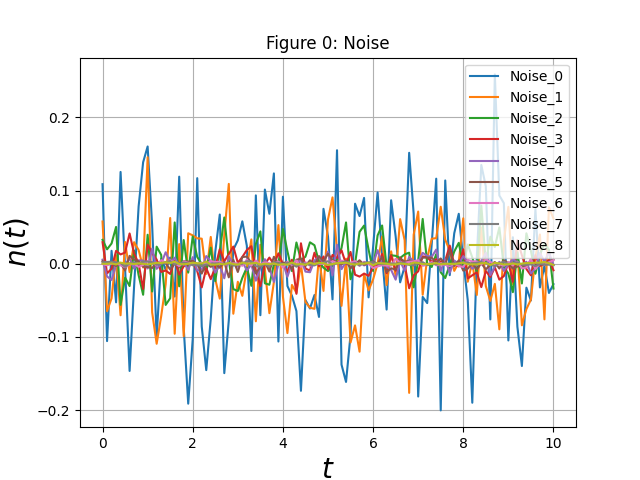 Figure 0: Noise
n(t)
0.2
0.1
0.0
−0.1
−0.2
0
2
4
6
8
10
t
Noise_0
Noise_1
Noise_2
Noise_3
Noise_4
Noise_5
Noise_6
Noise_7
Noise_8